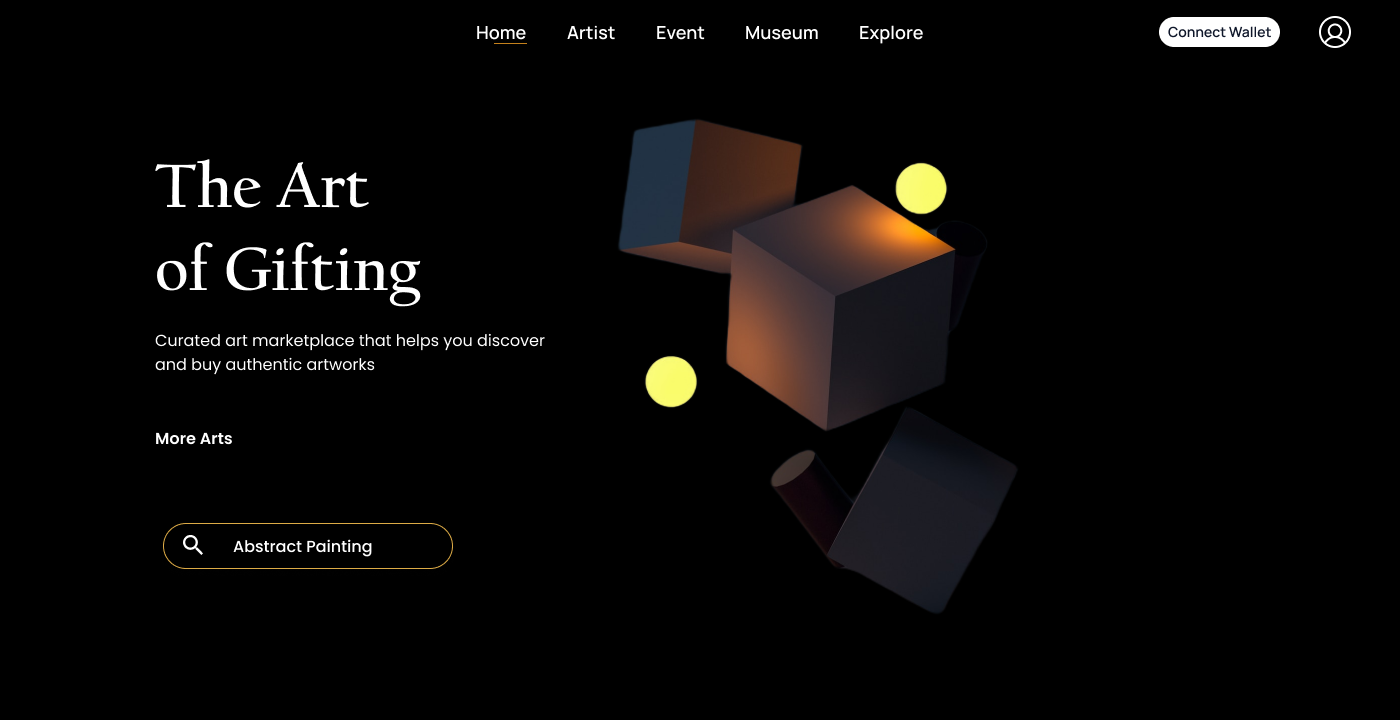 Home Artist Event Museum Explore Connect Wallet
The Art
of Gifting
Curated art marketplace that helps you discover
and buy authentic artworks
More Arts
Abstract Painting